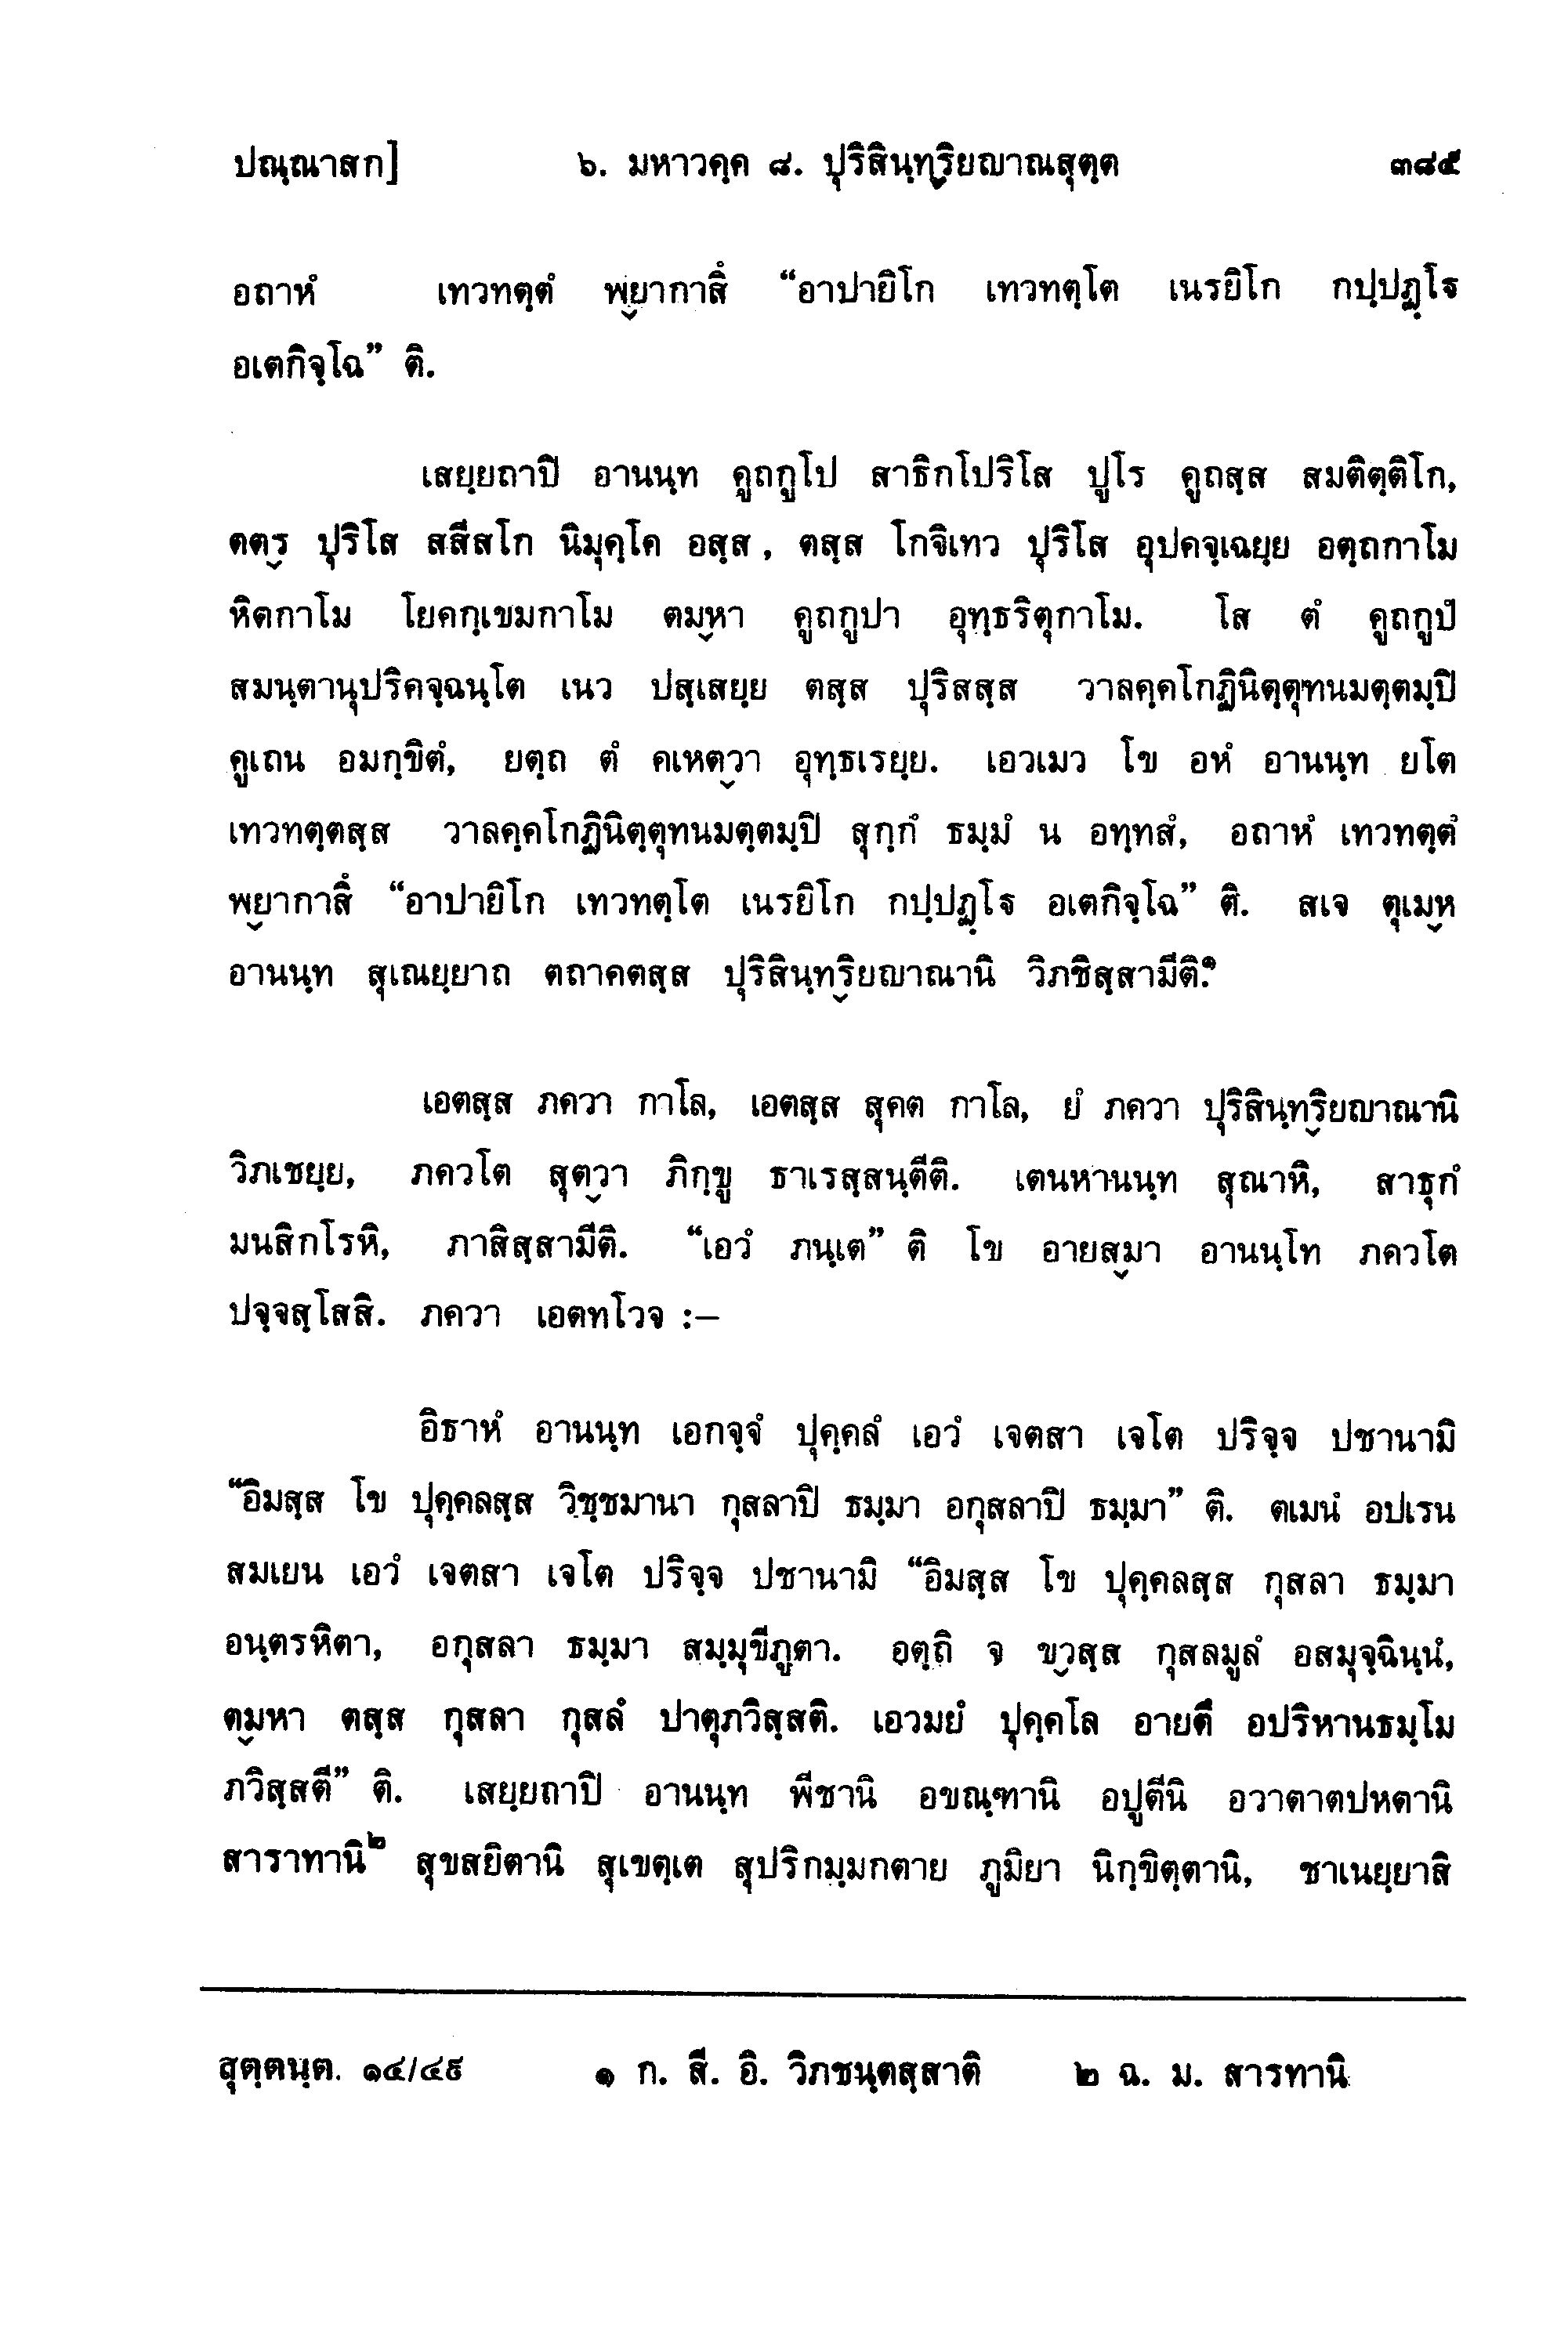 ปณฺณาสก] ๖. มหาวคฺค ๘. ปุริสินฺทฺริยญาณสุตฺต ๓๘๕
อถาหํ เทวทตฺตํ พฺยากาสึ “อาปายิโก เทวทตฺโต เนรยิโก กปฺปฏฺโฐ
อเตกิจฺโฉ” ติ.
เสยฺยถาปิ อานนฺท คูถกูโป สาธิกโปริโส ปูโร คูถสฺส สมติตฺติโก,
ตตฺร ปุริโส สสีสโก นิมุคฺโค อสฺส, ตสฺส โกจิเทว ปุริโส อุปคจฺเฉยฺย อตฺถกาโม
หิตกาโม โยคกฺเขมกาโม ตมฺหา คูถกูปา อุทฺธริตุกาโม. โส ตํ คูถกูปํ
สมนฺตานุปริคจฺฉนฺโต เนว ปสฺเสยฺย ตสฺส ปุริสสฺส วาลคฺคโกฏินิตฺตุทนมตฺตมฺปิ
คูเถน อมกฺขิตํ, ยตฺถ ตํ คเหตฺวา อุทฺธเรยฺย. เอวเมว โข อหํ อานนฺท ยโต
เทวทตฺตสฺส วาลคฺคโกฏินิตฺตุทนมตฺตมฺปิ สุกฺกํ ธมฺมํ น อทฺทสํ, อถาหํ เทวทตฺตํ
พฺยากาสึ “อาปายิโก เทวทตฺโต เนรยิโก กปฺปฏฺโฐ อเตกิจฺโฉ” ติ. สเจ ตุเมฺห
อานนฺท สุเณยฺยาถ ตถาคตสฺส ปุริสินฺทฺริยญาณานิ วิภชิสฺสามีติ.๑
เอตสฺส ภควา กาโล, เอตสฺส สุคต กาโล, ยํ ภควา ปุริสินฺทฺริยญาณานิ
วิภเชยฺย, ภควโต สุตฺวา ภิกฺขู ธาเรสฺสนฺตีติ. เตนหานนฺท สุณาหิ, สาธุกํ
มนสิกโรหิ, ภาสิสฺสามีติ. “เอวํ ภนฺเต” ติ โข อายสฺมา อานนฺโท ภควโต
ปจฺจสฺโสสิ. ภควา เอตทโวจ :–
อิธาหํ อานนฺท เอกจฺจํ ปุคฺคลํ เอวํ เจตสา เจโต ปริจฺจ ปชานามิ
“อิมสฺส โข ปุคฺคลสฺส วิชฺชมานา กุสลาปิ ธมฺมา อกุสลาปิ ธมฺมา” ติ. ตเมนํ อปเรน
สมเยน เอวํ เจตสา เจโต ปริจฺจ ปชานามิ “อิมสฺส โข ปุคฺคลสฺส กุสลา ธมฺมา
อนฺตรหิตา, อกุสลา ธมฺมา สมฺมุขีภูตา. อตฺถิ จ ขฺวสฺส กุสลมูลํ อสมุจฺฉินฺนํ,
ตมฺหา ตสฺส กุสลา กุสลํ ปาตุภวิสฺสติ. เอวมยํ ปุคฺคโล อายตึ อปริหานธมฺโม
ภวิสฺสตี” ติ. เสยฺยถาปิ อานนฺท พีชานิ อขณฺฑานิ อปูตีนิ อวาตาตปหตานิ
สาราทานิ๒ สุขสยิตานิ สุเขตฺเต สุปริกมฺมกตาย ภูมิยา นิกฺขิตฺตานิ, ชาเนยฺยาสิ
สุตฺตนฺต. ๑๔/๔๙ ๑ ก. สี. อิ. วิภชนฺตสฺสาติ ๒ ฉ. ม. สารทานิ